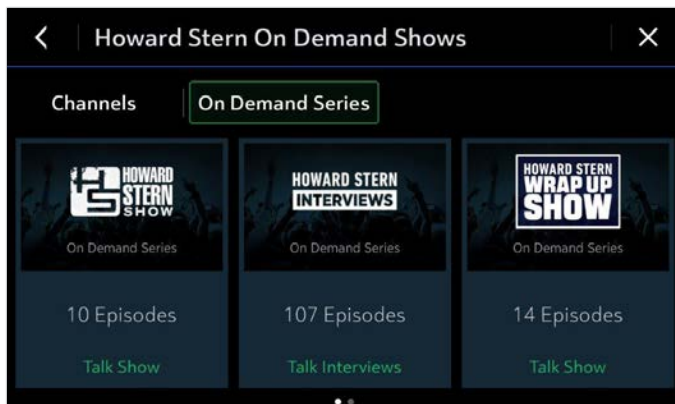 Howard Stern On Demand Shows
Channels
On Demand Series
HOWARD
STERN
SHOW
On Demand Series
10 Episodes
Talk Show
HOWARD STERN
INTERVIEWS
On Demand Series
107 Episodes
Talk Interviews
HOWARD STERN
WRAP UP
SHOW
On Demand Series
14 Episodes
Talk Show